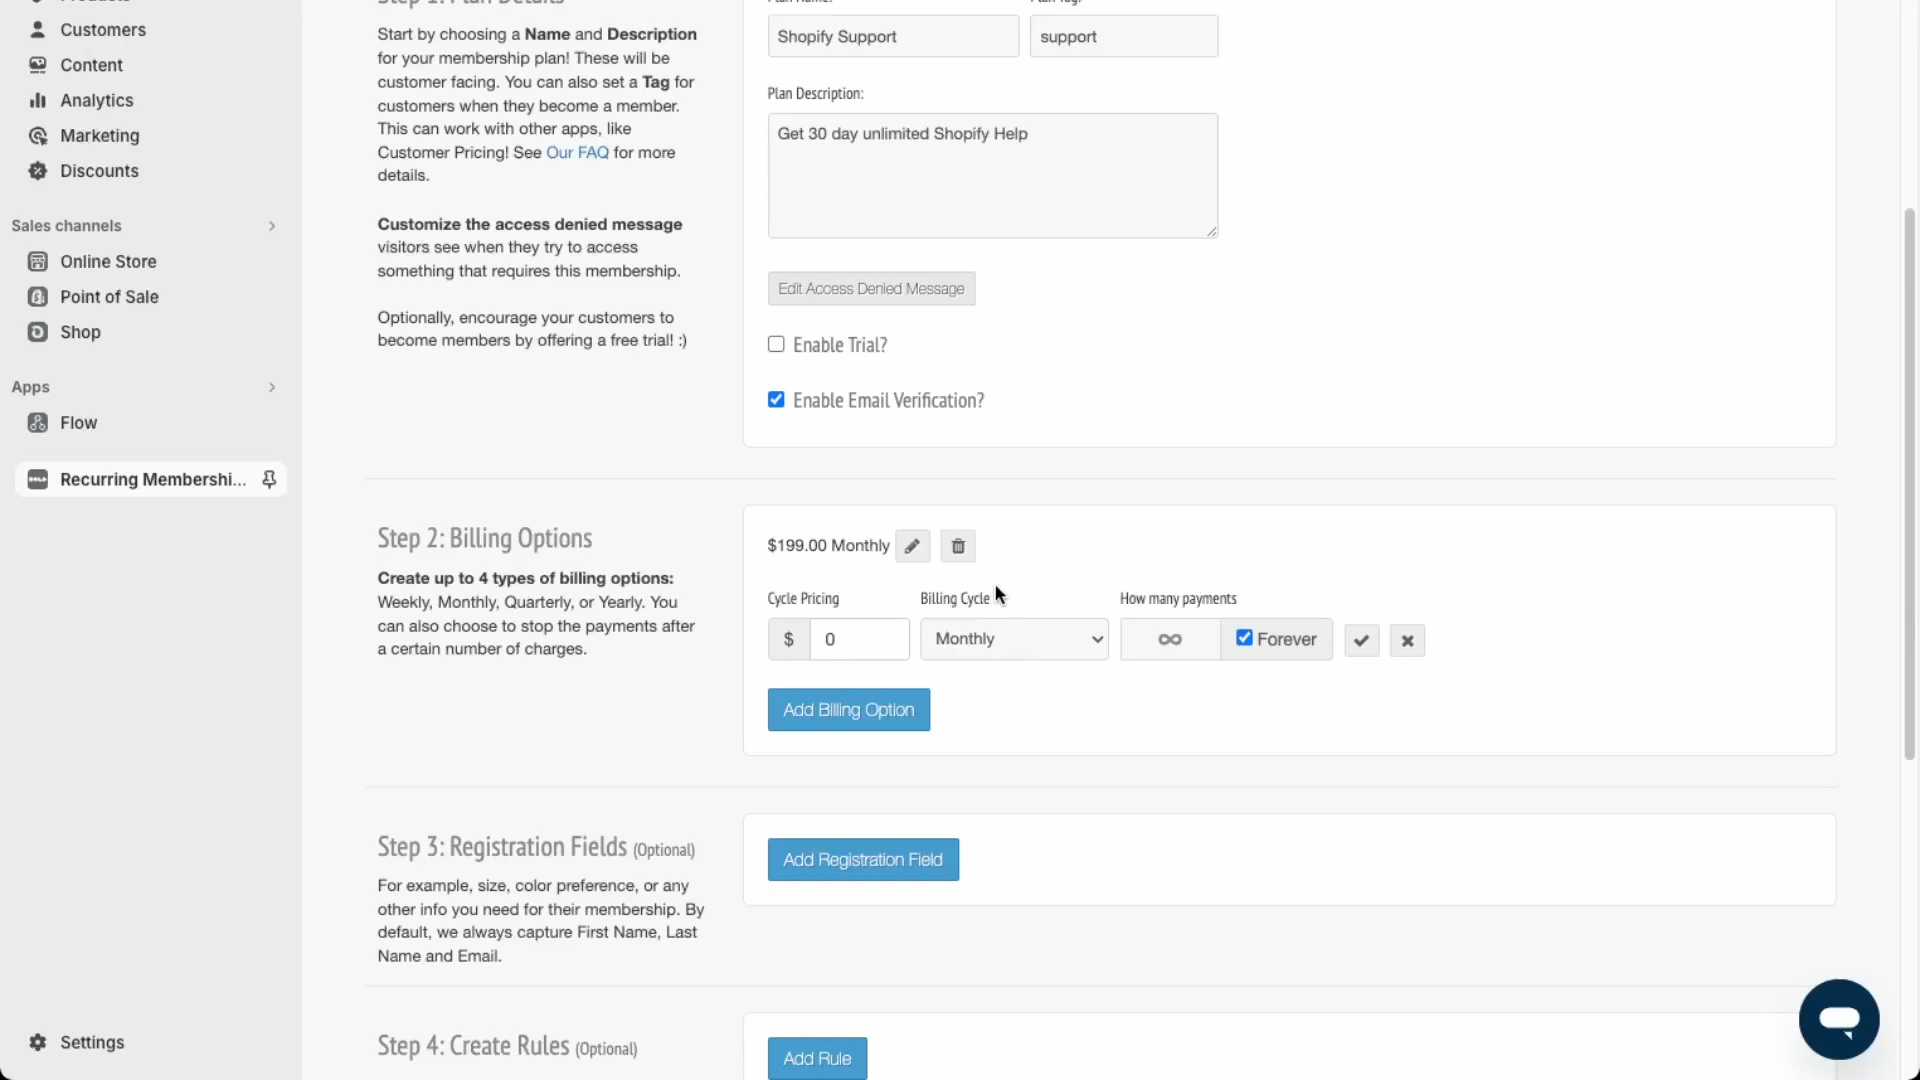 Products
Customers
Content
Analytics
Marketing
Discounts
Sales channels
Online Store
Point of Sale
Shop
Apps
Flow
Recurring Membershi...
Settings
Step 1: Plan Details
Start by choosing a Name and Description
for your membership plan! These will be
customer facing. You can also set a Tag for
customers when they become a member.
This can work with other apps, like
Customer Pricing! See Our FAQ for more
details.
Customize the access denied message
visitors see when they try to access
something that requires this membership.
Optionally, encourage your customers to
become members by offering a free trial! :)
Plan Name: Plan Tag:
Shopify Support support
Plan Description:
Get 30 day unlimited Shopify Help
Edit Access Denied Message
Enable Trial?
Enable Email Verification?
Step 2: Billing Options
Create up to 4 types of billing options:
Weekly, Monthly, Quarterly, or Yearly. You
can also choose to stop the payments after
a certain number of charges.
$199.00 Monthly
Cycle Pricing Billing Cycle How many payments
$ 0 Monthly ∞ Forever
Add Billing Option
Step 3: Registration Fields (Optional)
For example, size, color preference, or any
other info you need for their membership. By
default, we always capture First Name, Last
Name and Email.
Add Registration Field
Step 4: Create Rules (Optional)
Add Rule